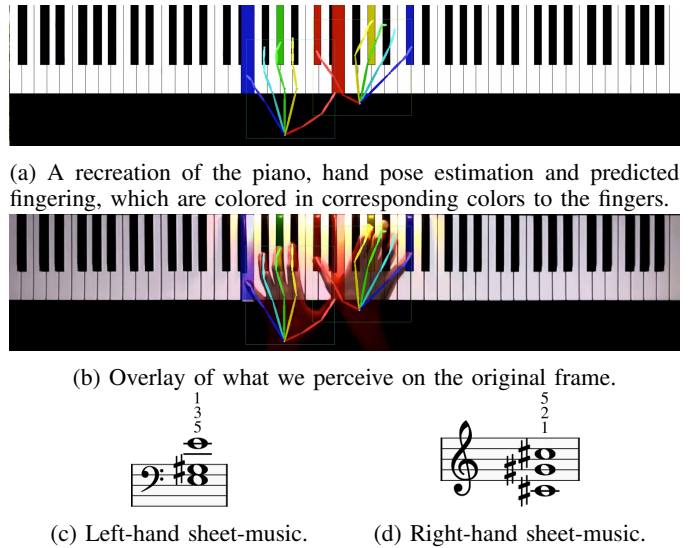 (a) A recreation of the piano, hand pose estimation and predicted
fingering, which are colored in corresponding colors to the fingers.
(b) Overlay of what we perceive on the original frame.
1
3
5
5
2
1
(c) Left-hand sheet-music.
(d) Right-hand sheet-music.